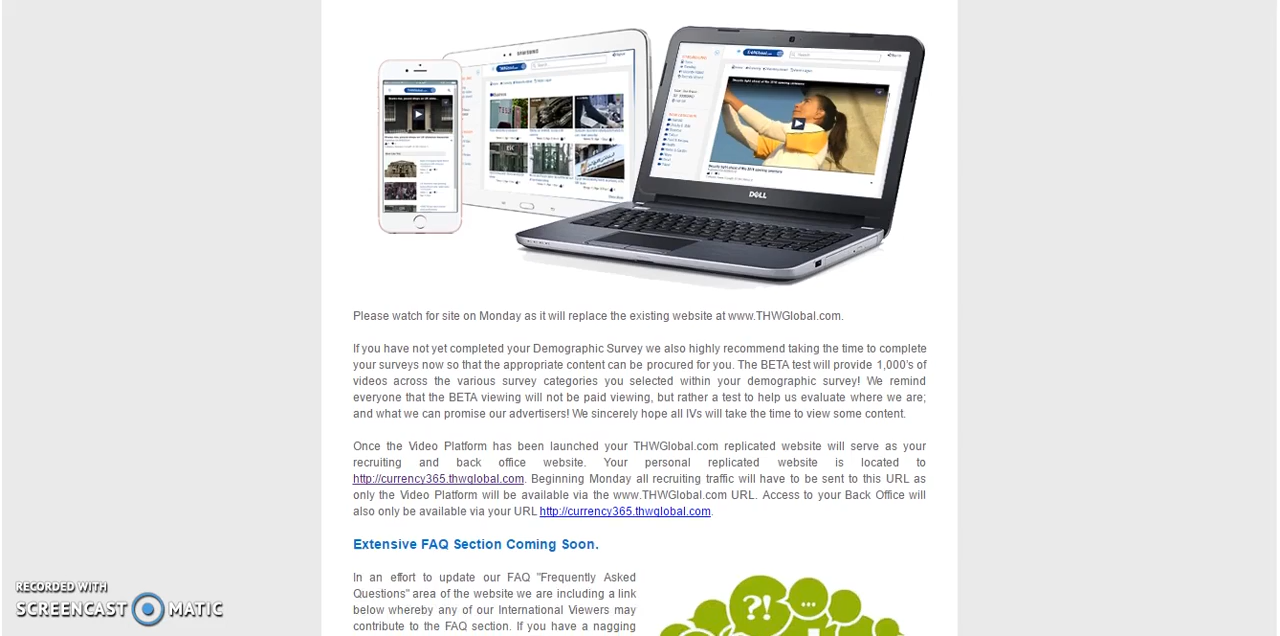 SAMSUNG
THWGlobal.com
Search
Business
DELL
Please watch for site on Monday as it will replace the existing website at www.THWGlobal.com.
If you have not yet completed your Demographic Survey we also highly recommend taking the time to complete
your surveys now so that the appropriate content can be procured for you. The BETA test will provide 1,000's of
videos across the various survey categories you selected within your demographic survey! We remind
everyone that the BETA viewing will not be paid viewing, but rather a test to help us evaluate where we are;
and what we can promise our advertisers! We sincerely hope all IVs will take the time to view some content.
Once the Video Platform has been launched your THWGlobal.com replicated website will serve as your
recruiting and back office website. Your personal replicated website is located to
http://currency365.thwglobal.com. Beginning Monday all recruiting traffic will have to be sent to this URL as
only the Video Platform will be available via the www.THWGlobal.com URL. Access to your Back Office will
also only be available via your URL http://currency365.thwglobal.com.
Extensive FAQ Section Coming Soon.
In an effort to update our FAQ "Frequently Asked
Questions" area of the website we are including a link
below whereby any of our International Viewers may
contribute to the FAQ section. If you have a nagging
?!
...
RECORDED WITH
SCREENCAST MATIC